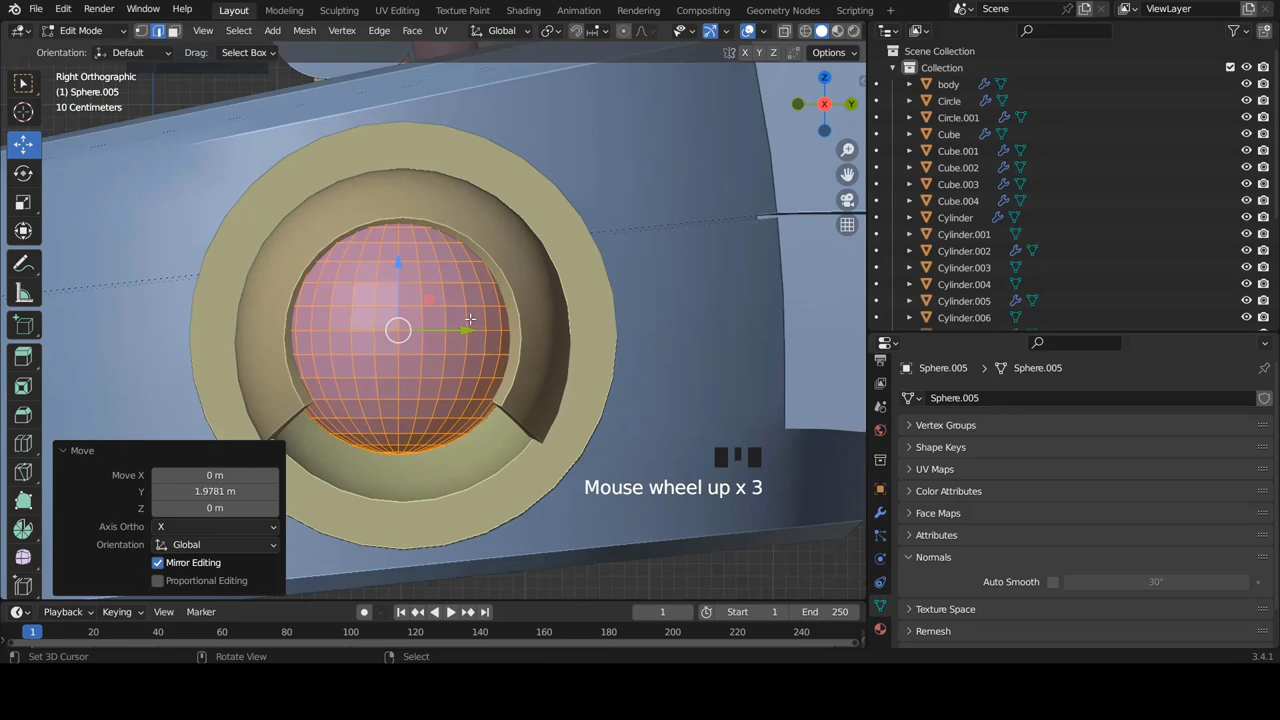 File Edit Render Window Help Layout Modeling Sculpting UV Editing Texture Paint Shading Animation Rendering Compositing Geometry Nodes Scripting Scene ViewLayer
Edit Mode View Select Add Mesh Vertex Edge Face UV Global
Orientation: Default Drag: Select Box X Y Z Options
Right Orthographic
(1) Sphere.005
10 Centimeters
Z
X
Y
Move
Move X 0 m
Y 1.9781 m
Z 0 m
Axis Ortho X
Orientation Global
Mirror Editing
Proportional Editing
Mouse wheel up x 3
Scene Collection
Collection
body
Circle
Circle.001
Cube
Cube.001
Cube.002
Cube.003
Cube.004
Cylinder
Cylinder.001
Cylinder.002
Cylinder.003
Cylinder.004
Cylinder.005
Cylinder.006
Sphere.005 Sphere.005
Sphere.005
Vertex Groups
Shape Keys
UV Maps
Color Attributes
Face Maps
Attributes
Normals
Auto Smooth 30°
Texture Space
Remesh
Playback Keying View Marker 1 Start 1 End 250
1 20 40 60 80 100 120 140 160 180 200 220 240
Set 3D Cursor Rotate View Select 3.4.1